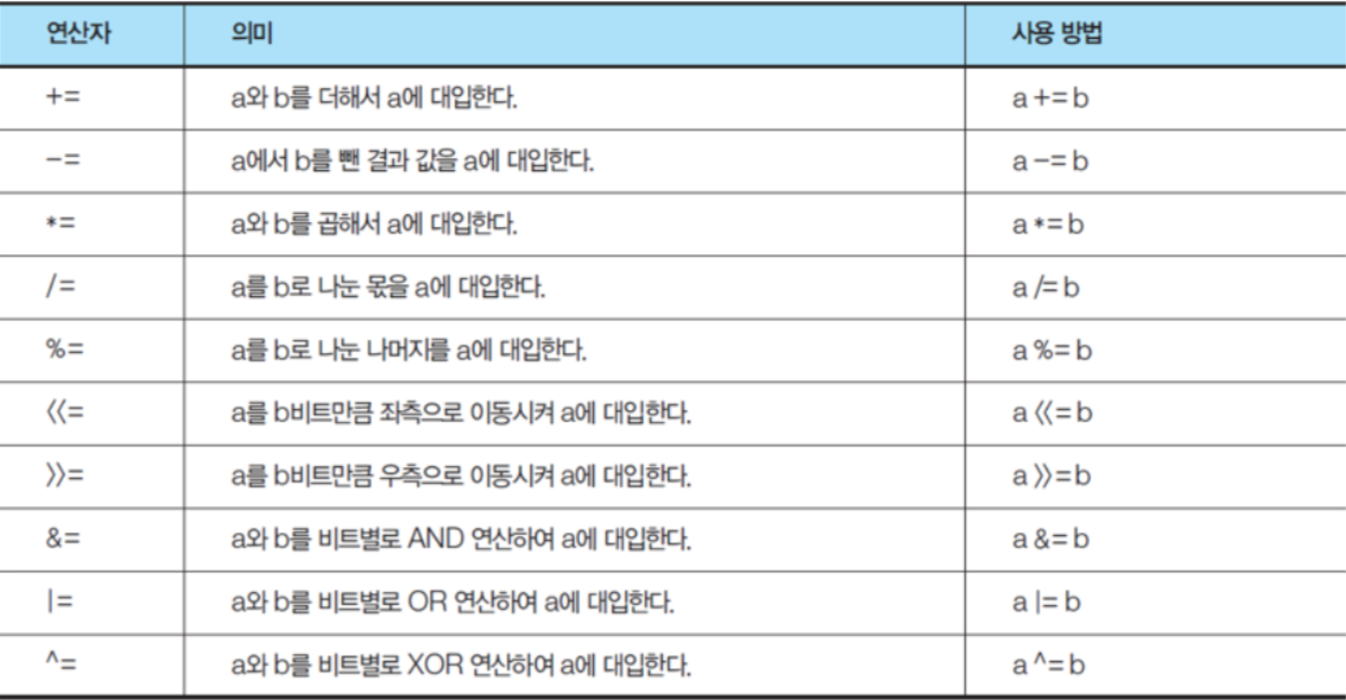 연산자 의미 사용 방법
+= a와 b를 더해서 a에 대입한다. a += b
-= a에서 b를 뺀 결과 값을 a에 대입한다. a -= b
*= a와 b를 곱해서 a에 대입한다. a *= b
/= a를 b로 나눈 몫을 a에 대입한다. a /= b
%= a를 b로 나눈 나머지를 a에 대입한다. a %= b
⟪= a를 b비트만큼 좌측으로 이동시켜 a에 대입한다. a ⟪= b
⟫= a를 b비트만큼 우측으로 이동시켜 a에 대입한다. a ⟫= b
&= a와 b를 비트별로 AND 연산하여 a에 대입한다. a &= b
|= a와 b를 비트별로 OR 연산하여 a에 대입한다. a |= b
^= a와 b를 비트별로 XOR 연산하여 a에 대입한다. a ^= b